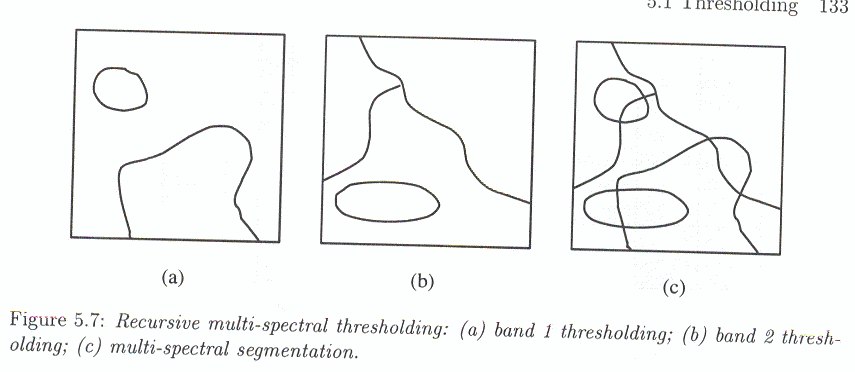 5.1 Thresholding 133
(a) (b) (c)
Figure 5.7: Recursive multi-spectral thresholding: (a) band 1 thresholding; (b) band 2 thresh-
olding; (c) multi-spectral segmentation.